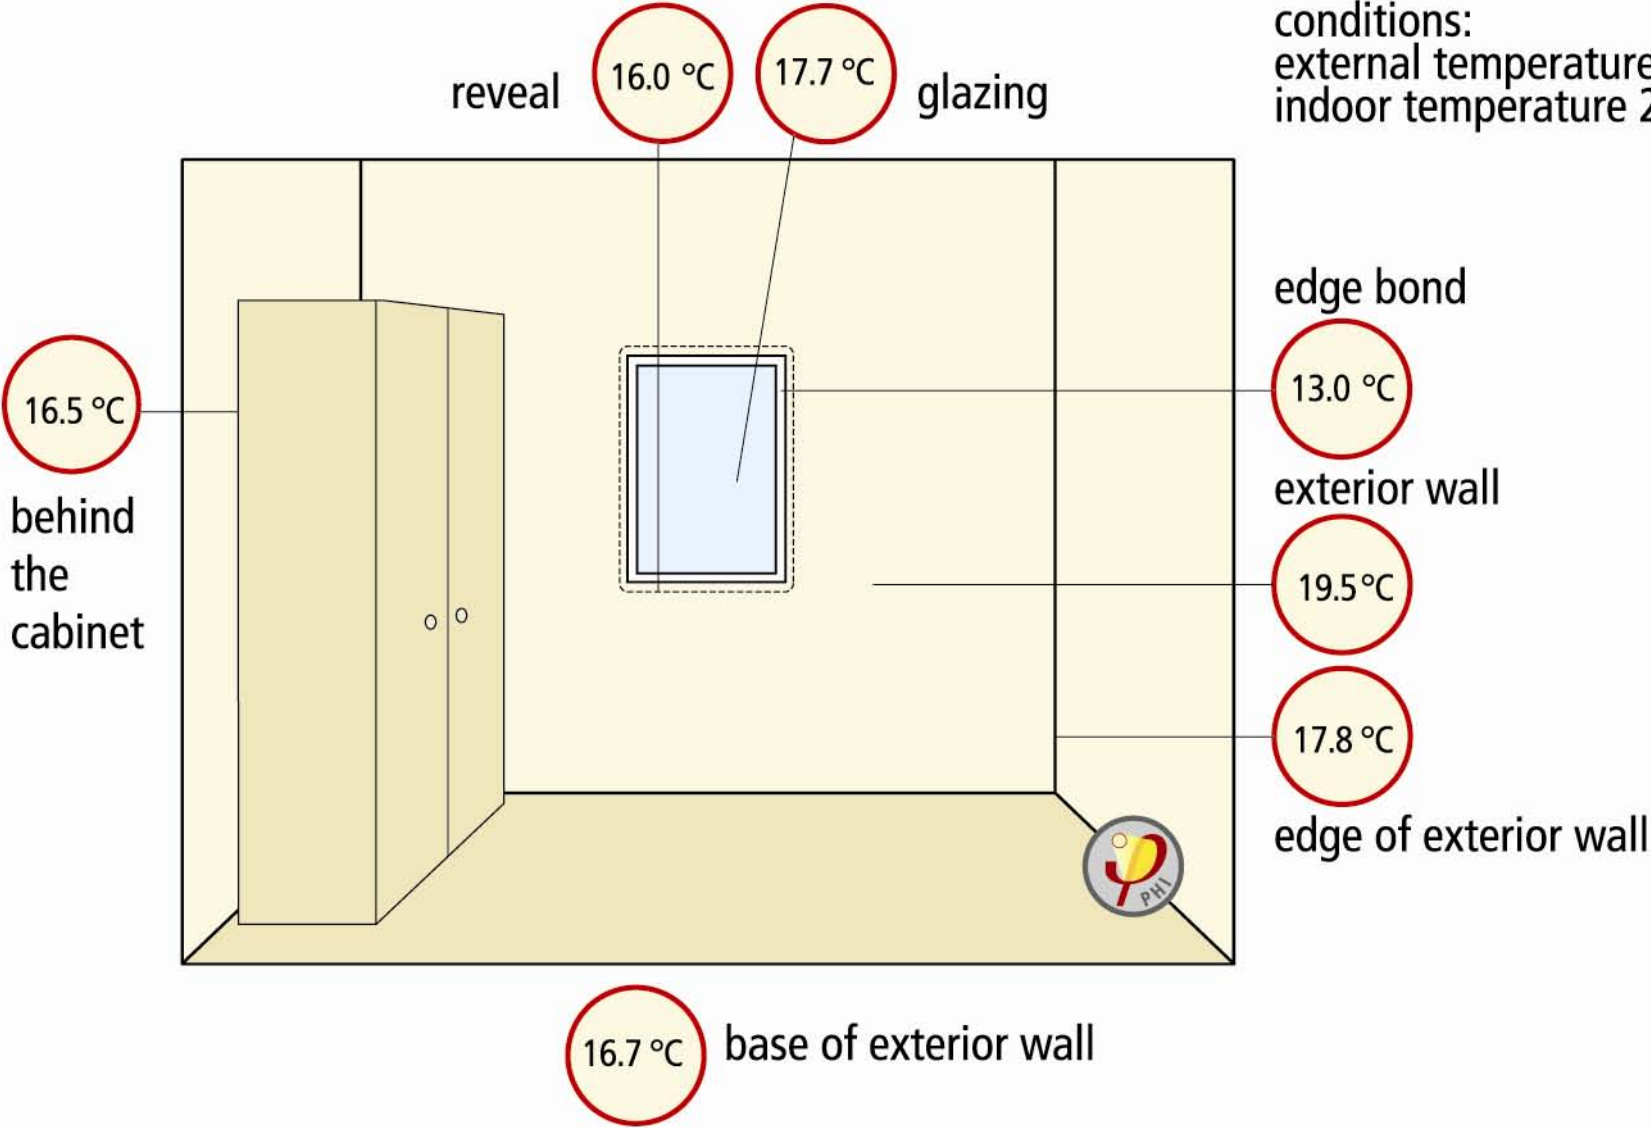 conditions:
external temperature
indoor temperature 2
reveal
16.0 °C
17.7 °C
glazing
edge bond
13.0 °C
16.5 °C
behind
the
cabinet
exterior wall
19.5°C
17.8 °C
edge of exterior wall
PHI
16.7 °C
base of exterior wall